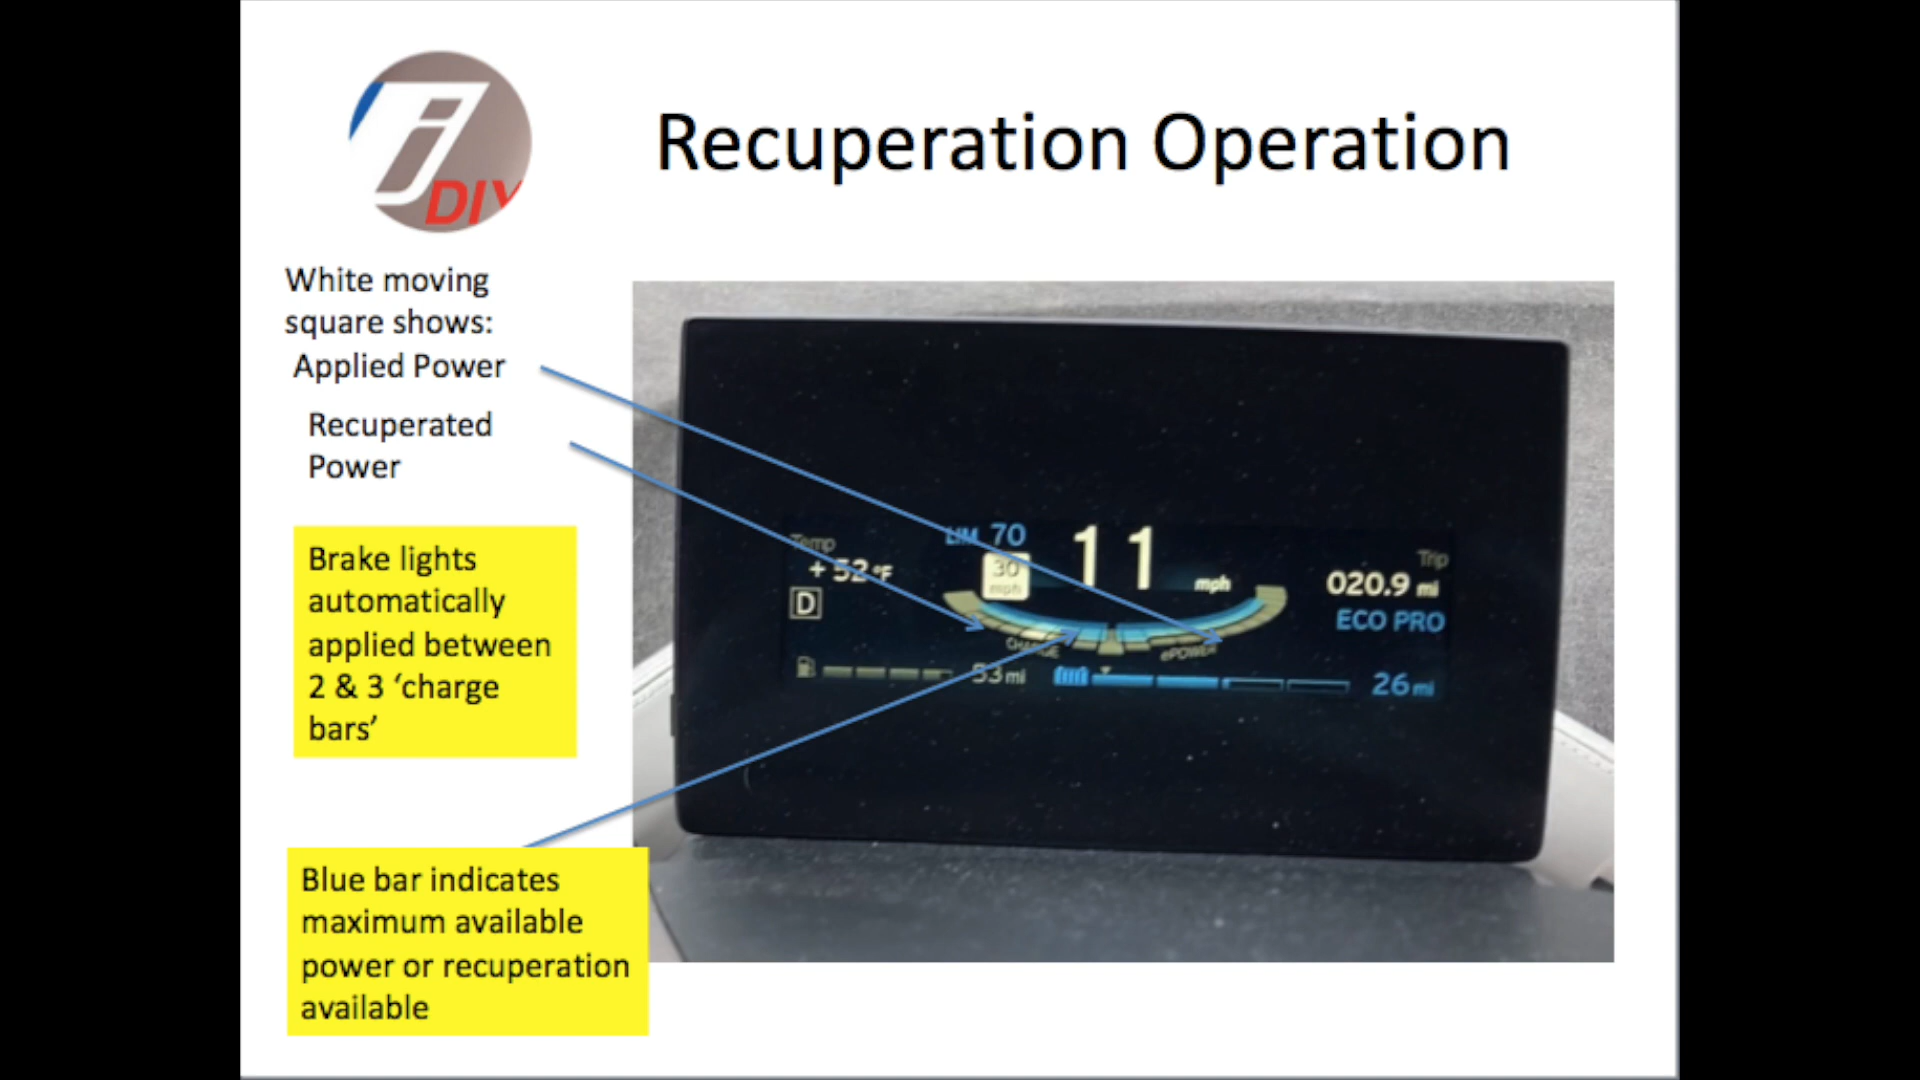 i
DIY
Recuperation Operation
White moving
square shows:
Applied Power
Recuperated
Power
Brake lights
automatically
applied between
2 & 3 ‘charge
bars’
Blue bar indicates
maximum available
power or recuperation
available
LIM 70
11 mph
30
mph
Temp
+ 52 °F
D
Trip
020.9 mi
ECO PRO
CHARGE
ePOWER
53 mi
26 mi